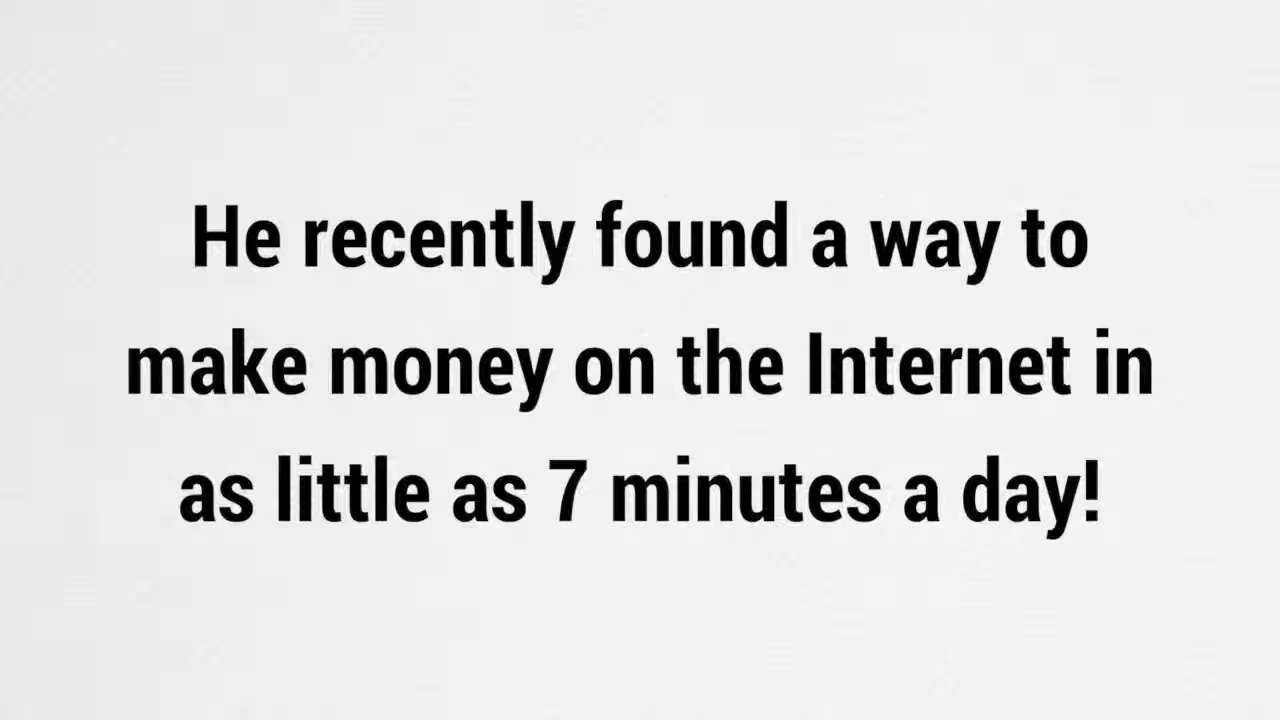 He recently found a way to
make money on the Internet in
as little as 7 minutes a day!